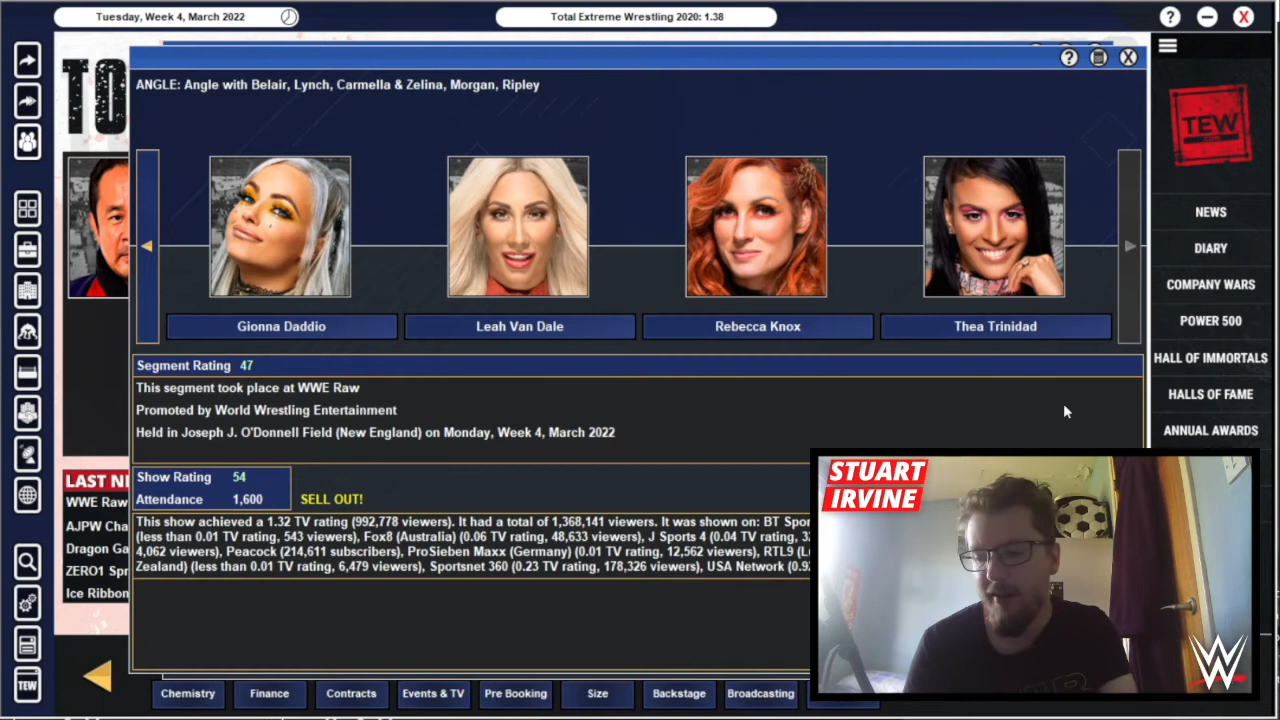 Tuesday, Week 4, March 2022
Total Extreme Wrestling 2020: 1.38
? X
? X
ANGLE: Angle with Belair, Lynch, Carmella & Zelina, Morgan, Ripley
TO
TEW
.COM
Gionna Daddio
Leah Van Dale
Rebecca Knox
Thea Trinidad
NEWS
DIARY
COMPANY WARS
POWER 500
HALL OF IMMORTALS
HALLS OF FAME
ANNUAL AWARDS
Segment Rating 47
This segment took place at WWE Raw
Promoted by World Wrestling Entertainment
Held in Joseph J. O'Donnell Field (New England) on Monday, Week 4, March 2022
Show Rating 54
Attendance 1,600
SELL OUT!
This show achieved a 1.32 TV rating (992,778 viewers). It had a total of 1,368,141 viewers. It was shown on: BT Spor
(less than 0.01 TV rating, 543 viewers), Fox8 (Australia) (0.06 TV rating, 48,633 viewers), J Sports 4 (0.04 TV rating, 32
4,062 viewers), Peacock (214,611 subscribers), ProSieben Maxx (Germany) (0.01 TV rating, 12,562 viewers), RTL9 (L
Zealand) (less than 0.01 TV rating, 6,479 viewers), Sportsnet 360 (0.23 TV rating, 178,326 viewers), USA Network (0.92
LAST NI
WWE Raw
AJPW Cha
Dragon Ga
ZERO1 Spr
Ice Ribbon
STUART
IRVINE
W
TEW
Chemistry
Finance
Contracts
Events & TV
Pre Booking
Size
Backstage
Broadcasting